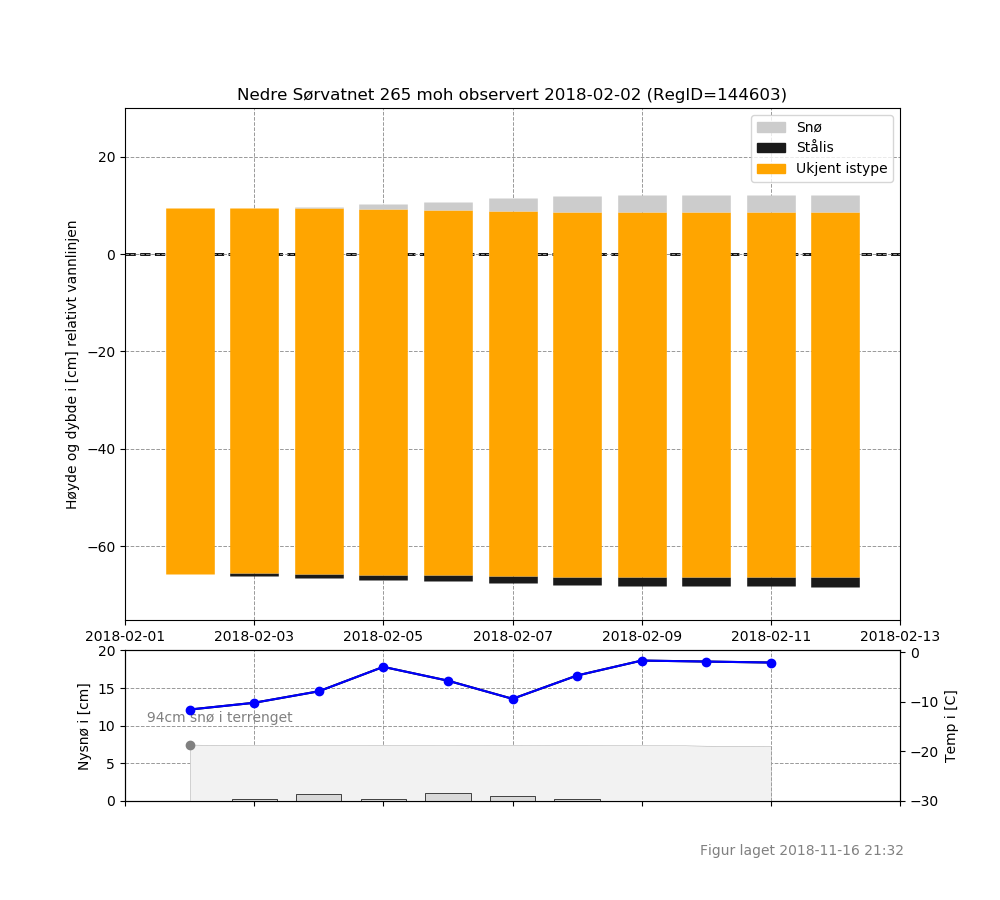 Nedre Sørvatnet 265 moh observert 2018-02-02 (RegID=144603)
Snø
Stålis
Ukjent istype
20
0
−20
−40
−60
Høyde og dybde i [cm] relativt vannlinjen
2018-02-01 2018-02-03 2018-02-05 2018-02-07 2018-02-09 2018-02-11 2018-02-13
20
15
10
5
0
Nysnø i [cm]
94cm snø i terrenget
0
−10
−20
−30
Temp i [C]
Figur laget 2018-11-16 21:32